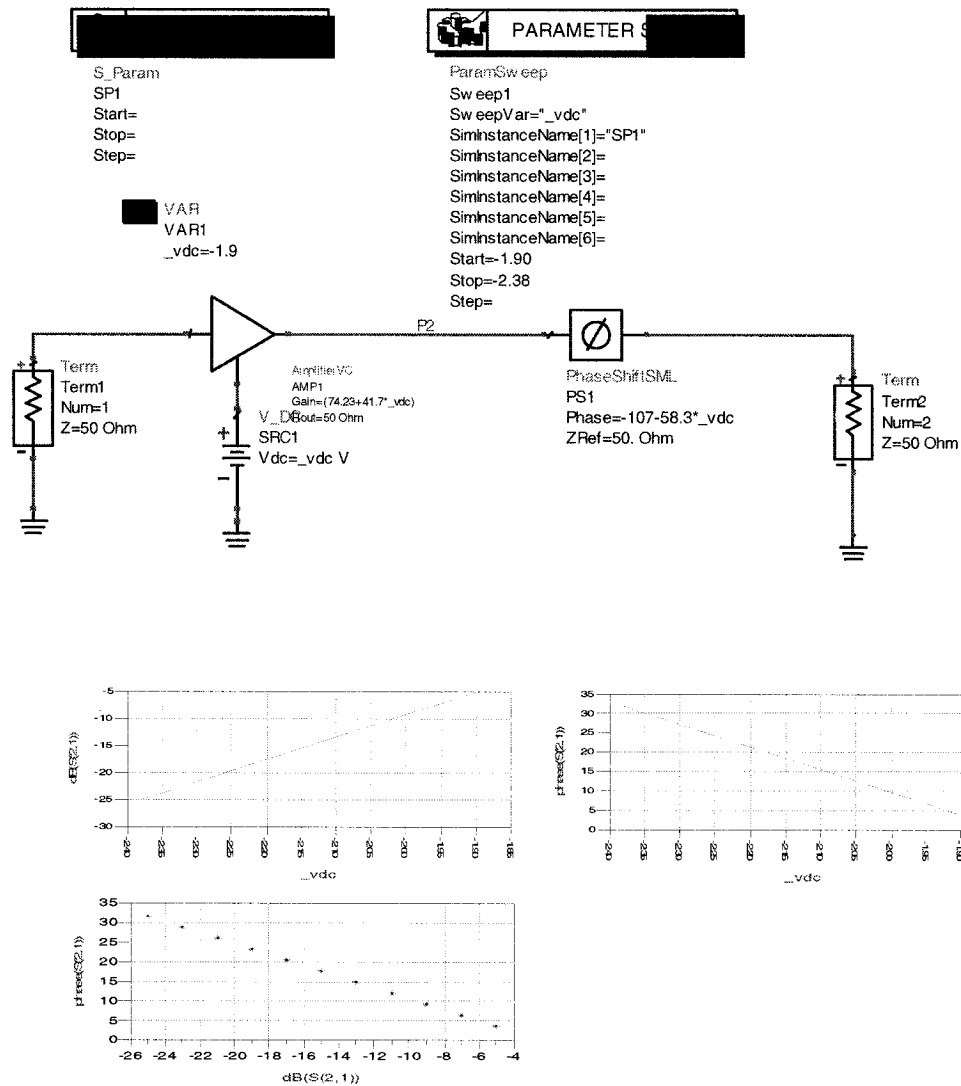 PARAMETER S
S_Param
SP1
Start=
Stop=
Step=
ParamSweep
Sweep1
SweepVar="_vdc"
SimInstanceName[1]="SP1"
SimInstanceName[2]=
SimInstanceName[3]=
SimInstanceName[4]=
SimInstanceName[5]=
SimInstanceName[6]=
Start=-1.90
Stop=-2.38
Step=
VAR
VAR1
_vdc=-1.9
P2
+
Term
Term1
Num=1
Z=50 Ohm
-
AmplifierVC
AMP1
Gain=(74.23+41.7*_vdc)
Rout=50 Ohm
+
V_DC
SRC1
Vdc=_vdc V
-
Ø
PhaseShiftSML
PS1
Phase=-107-58.3*_vdc
ZRef=50. Ohm
+
Term
Term2
Num=2
Z=50 Ohm
-
dB(S(2,1))
-5
-10
-15
-20
-25
-30
_vdc
phase(S(2,1))
35
30
25
20
15
10
5
0
_vdc
phase(S(2,1))
35
30
25
20
15
10
5
0
-26 -24 -22 -20 -18 -16 -14 -12 -10 -8 -6 -4
dB(S(2,1))